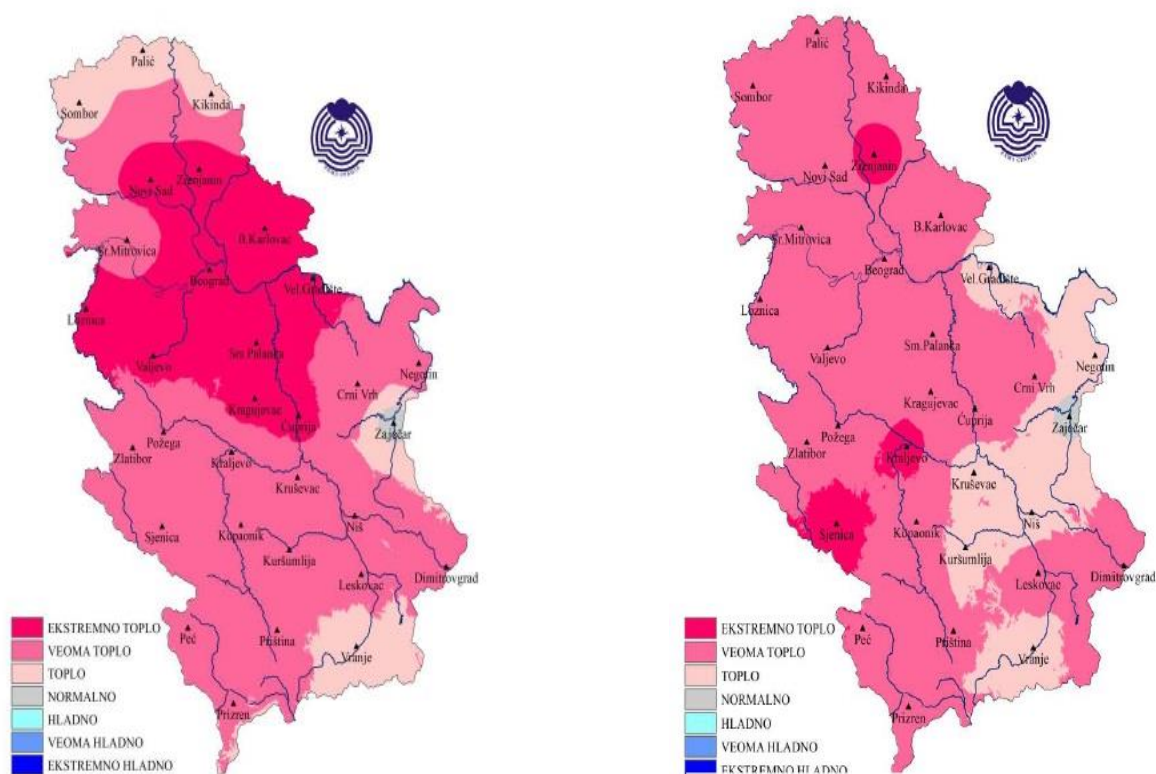 Palić
Kikinda
Sombor
Zrenjanin
Novi Sad
B.Karlovac
Sr.Mitrovica
Beograd
Vel.Gradište
Loznica
Sm.Palanka
Valjevo
Negotin
Crni Vrh
Kragujevac
Ćuprija
Zaječar
Požega
Zlatibor
Kraljevo
Kruševac
Niš
Sjenica
Kopaonik
Kuršumlija
Dimitrovgrad
Leskovac
Peć
Priština
Vranje
Prizren
EKSTREMNO TOPLO
VEOMA TOPLO
TOPLO
NORMALNO
HLADNO
VEOMA HLADNO
EKSTREMNO HLADNO
Palić
Kikinda
Sombor
Zrenjanin
Novi Sad
B.Karlovac
Sr.Mitrovica
Beograd
Vel.Gradište
Loznica
Sm.Palanka
Valjevo
Negotin
Crni Vrh
Kragujevac
Ćuprija
Zaječar
Požega
Zlatibor
Kraljevo
Kruševac
Niš
Sjenica
Kopaonik
Kuršumlija
Dimitrovgrad
Leskovac
Peć
Priština
Vranje
Prizren
EKSTREMNO TOPLO
VEOMA TOPLO
TOPLO
NORMALNO
HLADNO
VEOMA HLADNO
EKSTREMNO HLADNO